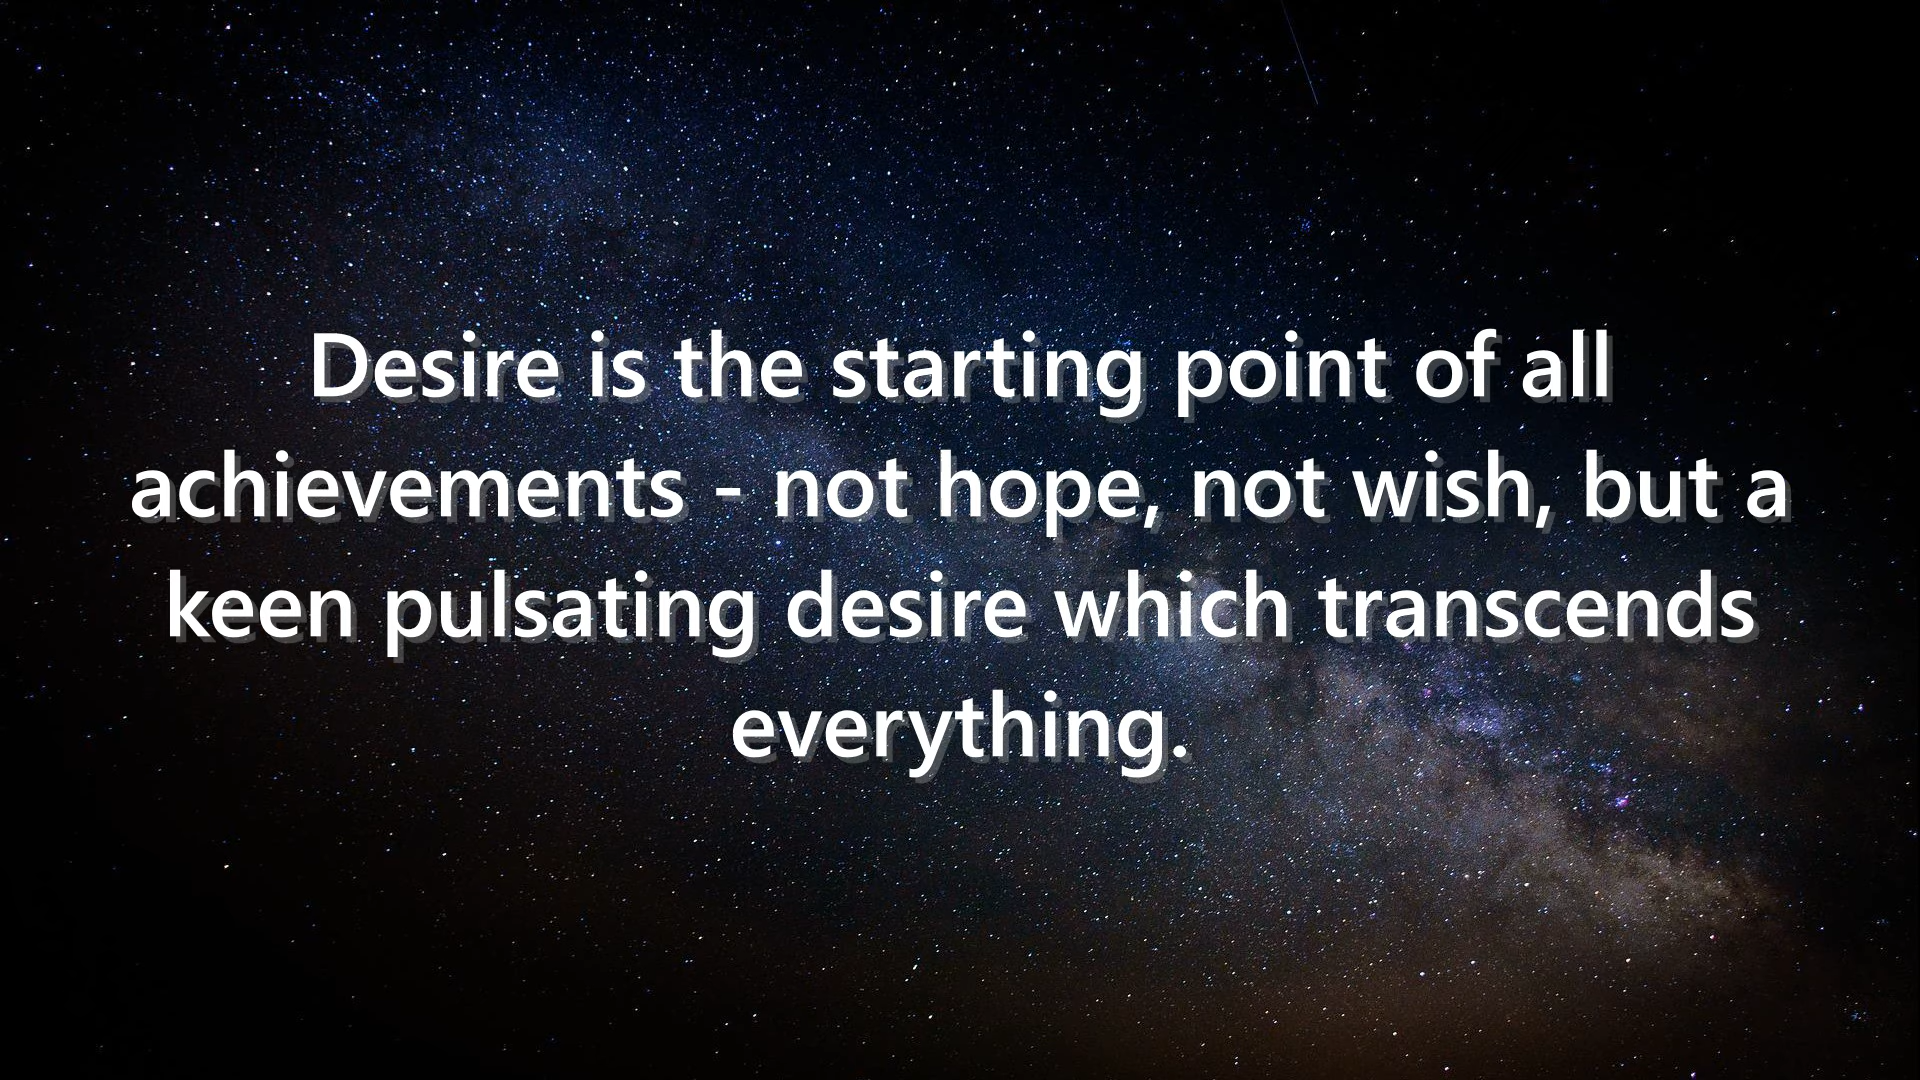 Desire is the starting point of all
achievements - not hope, not wish, but a
keen pulsating desire which transcends
everything.